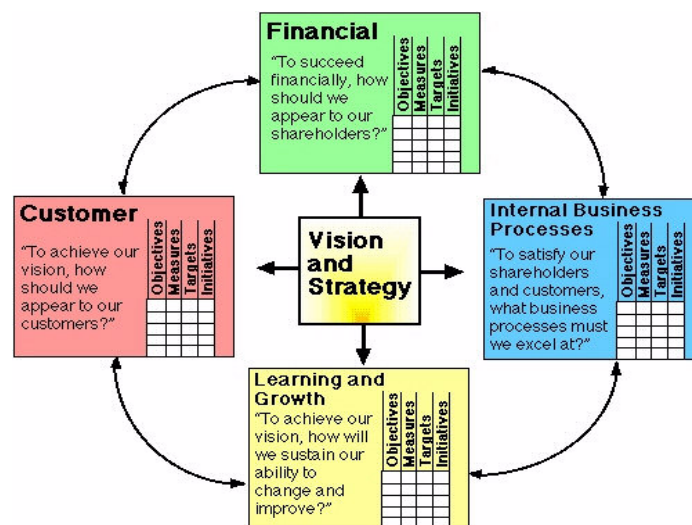 Financial
“To succeed
financially, how
should we
appear to our
shareholders?”
Objectives
Measures
Targets
Initiatives
Customer
“To achieve our
vision, how
should we
appear to our
customers?”
Objectives
Measures
Targets
Initiatives
Vision
and
Strategy
Internal Business
Processes
“To satisfy our
shareholders
and customers,
what business
processes must
we excel at?”
Objectives
Measures
Targets
Initiatives
Learning and
Growth
“To achieve our
vision, how will
we sustain our
ability to
change and
improve?”
Objectives
Measures
Targets
Initiatives